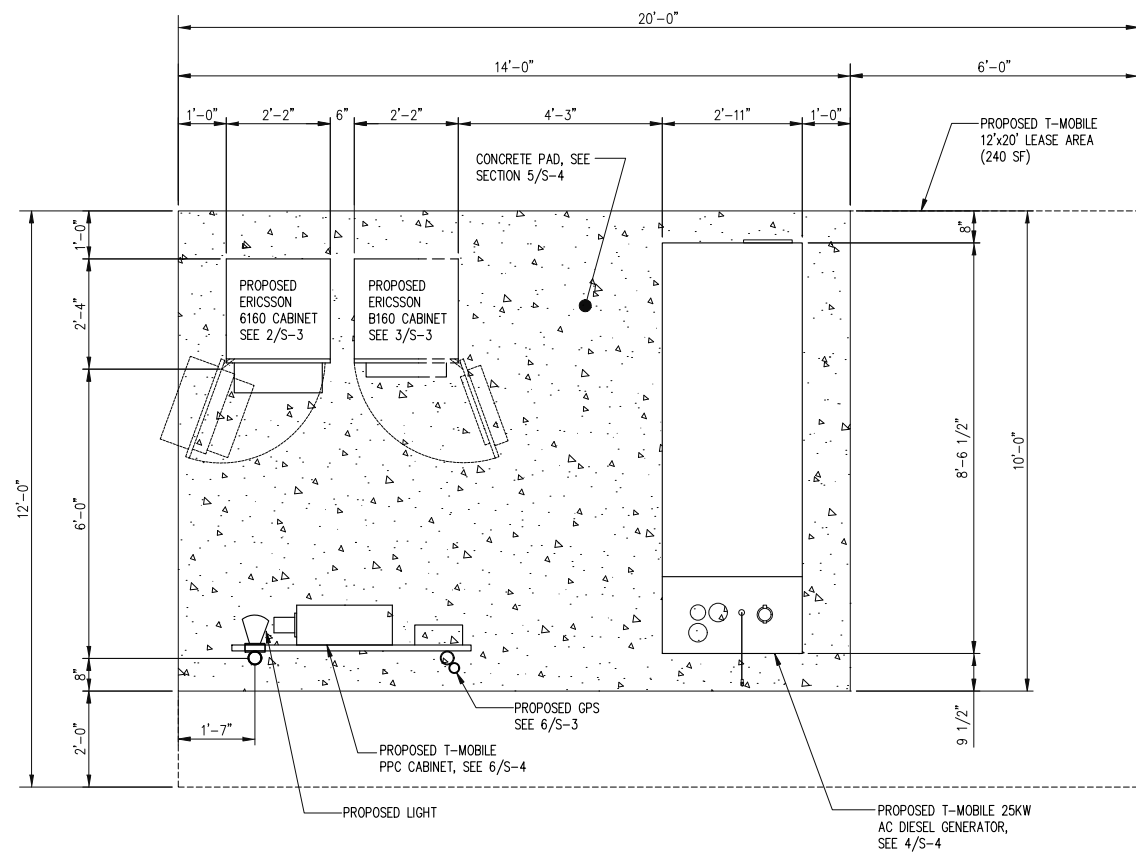 20'-0"
14'-0"
6'-0"
1'-0"
2'-2"
6"
2'-2"
4'-3"
2'-11"
1'-0"
PROPOSED T-MOBILE
12'x20' LEASE AREA
(240 SF)
CONCRETE PAD, SEE
SECTION 5/S-4
1'-0"
8"
PROPOSED
ERICSSON
6160 CABINET
SEE 2/S-3
PROPOSED
ERICSSON
B160 CABINET
SEE 3/S-3
2'-4"
12'-0"
6'-0"
8'-6 1/2"
10'-0"
8"
9 1/2"
2'-0"
1'-7"
PROPOSED GPS
SEE 6/S-3
PROPOSED T-MOBILE
PPC CABINET, SEE 6/S-4
PROPOSED LIGHT
PROPOSED T-MOBILE 25KW
AC DIESEL GENERATOR,
SEE 4/S-4